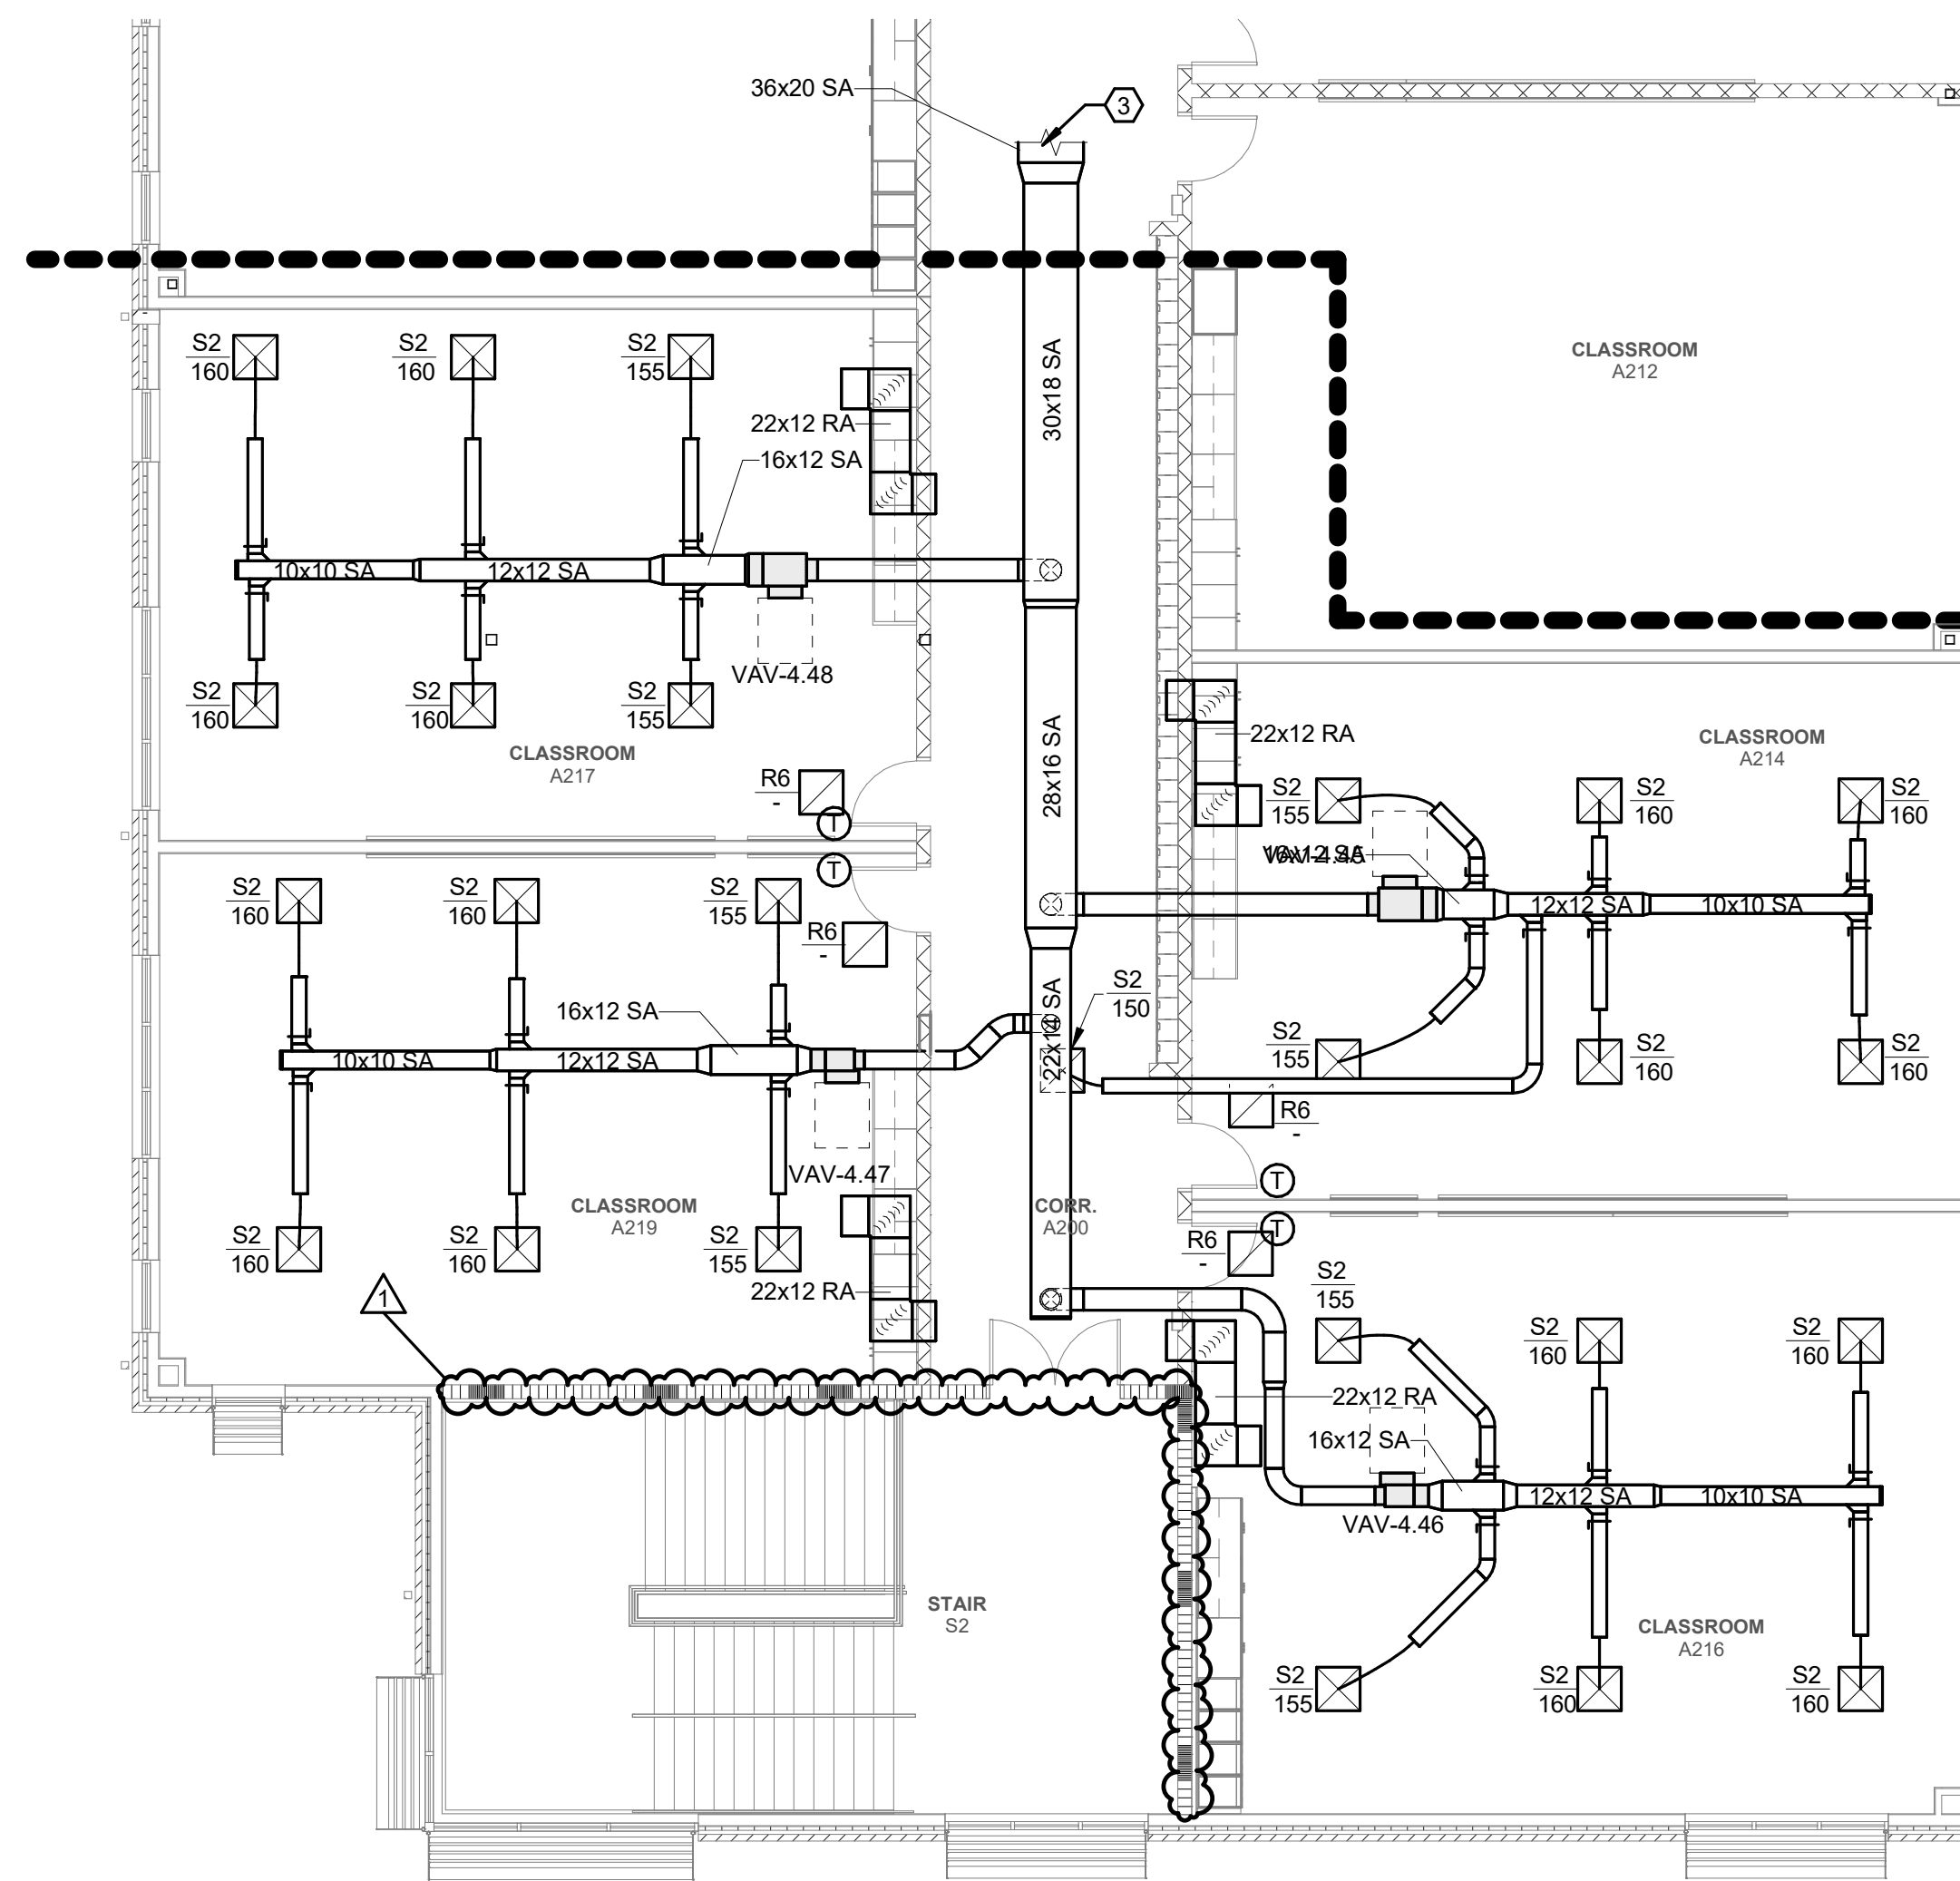 36x20 SA
3
CLASSROOM
A212
30x18 SA
S2
160
S2
160
S2
155
22x12 RA
16x12 SA
10x10 SA
12x12 SA
S2
160
S2
160
S2
155
VAV-4.48
CLASSROOM
A217
R6
-
T
28x16 SA
22x12 RA
CLASSROOM
A214
S2
155
S2
160
S2
160
16x12 SA
12x12 SA
10x10 SA
S2
155
S2
160
S2
160
R6
-
T
T
S2
160
S2
160
S2
155
R6
-
16x12 SA
10x10 SA
12x12 SA
22x14 SA
S2
150
VAV-4.47
CLASSROOM
A219
S2
160
S2
160
S2
155
22x12 RA
CORR.
A200
1
R6
-
T
S2
155
S2
160
S2
160
22x12 RA
16x12 SA
12x12 SA
10x10 SA
VAV-4.46
STAIR
S2
CLASSROOM
A216
S2
155
S2
160
S2
160